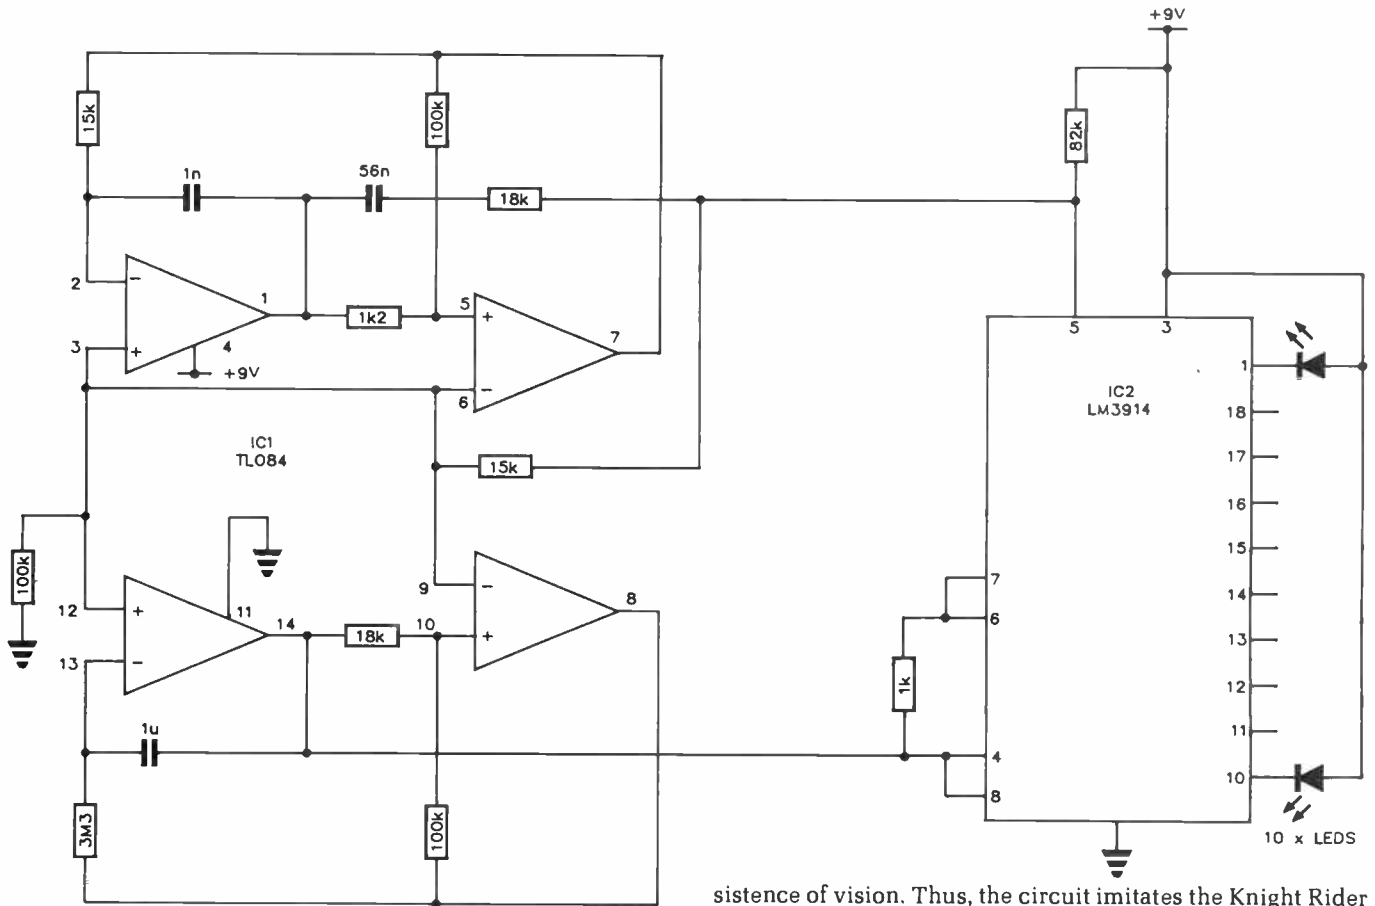 +9V
15k
100k
82k
1n
56n
18k
2
1
1k2
5
7
5
3
3
4
+9V
6
1
IC2
LM3914
18
IC1
TL084
15k
17
16
15
100k
9
8
7
14
12
11
14
18k
10
6
13
13
1k
12
1u
11
4
10
3M3
100k
8
10 x LEDS
sistence of vision. Thus, the circuit imitates the Knight Rider